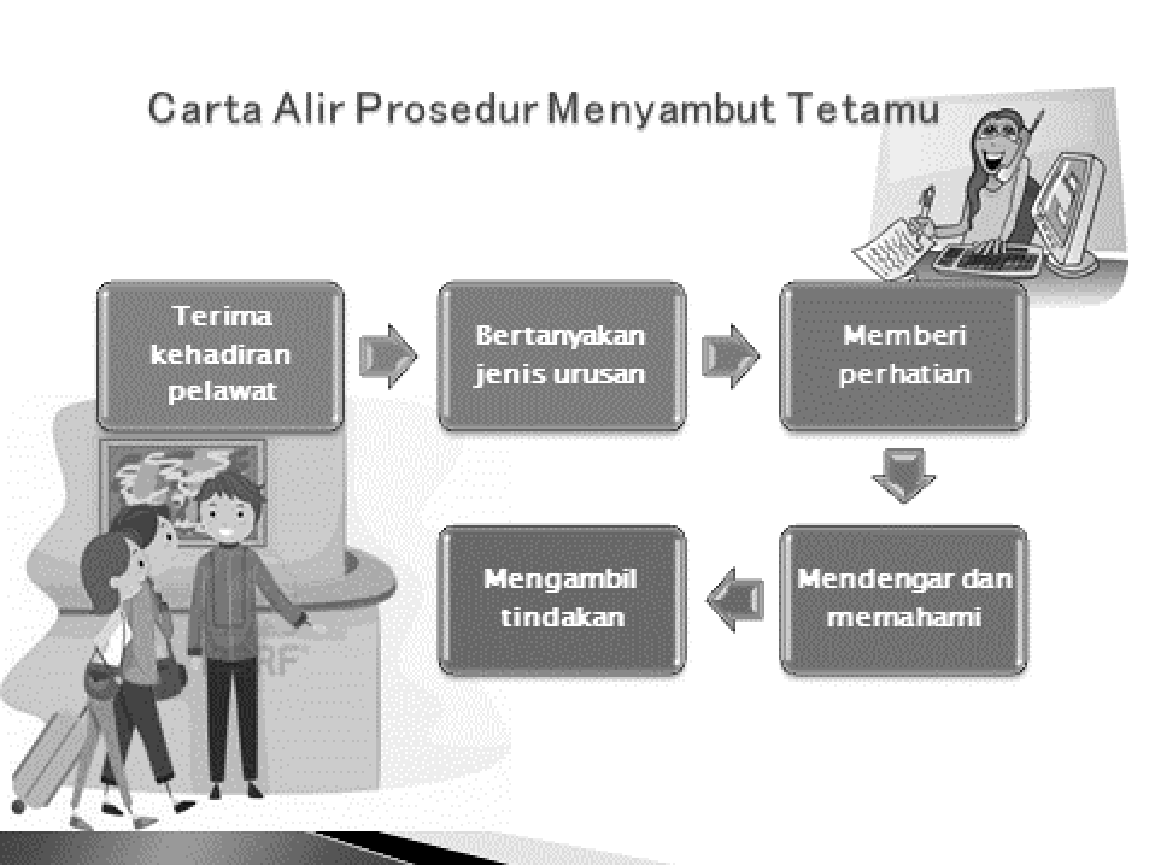 Carta Alir Prosedur Menyambut Tetamu
Terima
kehadiran
pelawat
Bertanyakan
jenis urusan
Memberi
perhatian
Mendengar dan
memahami
Mengambil
tindakan